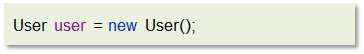 User user = new User();